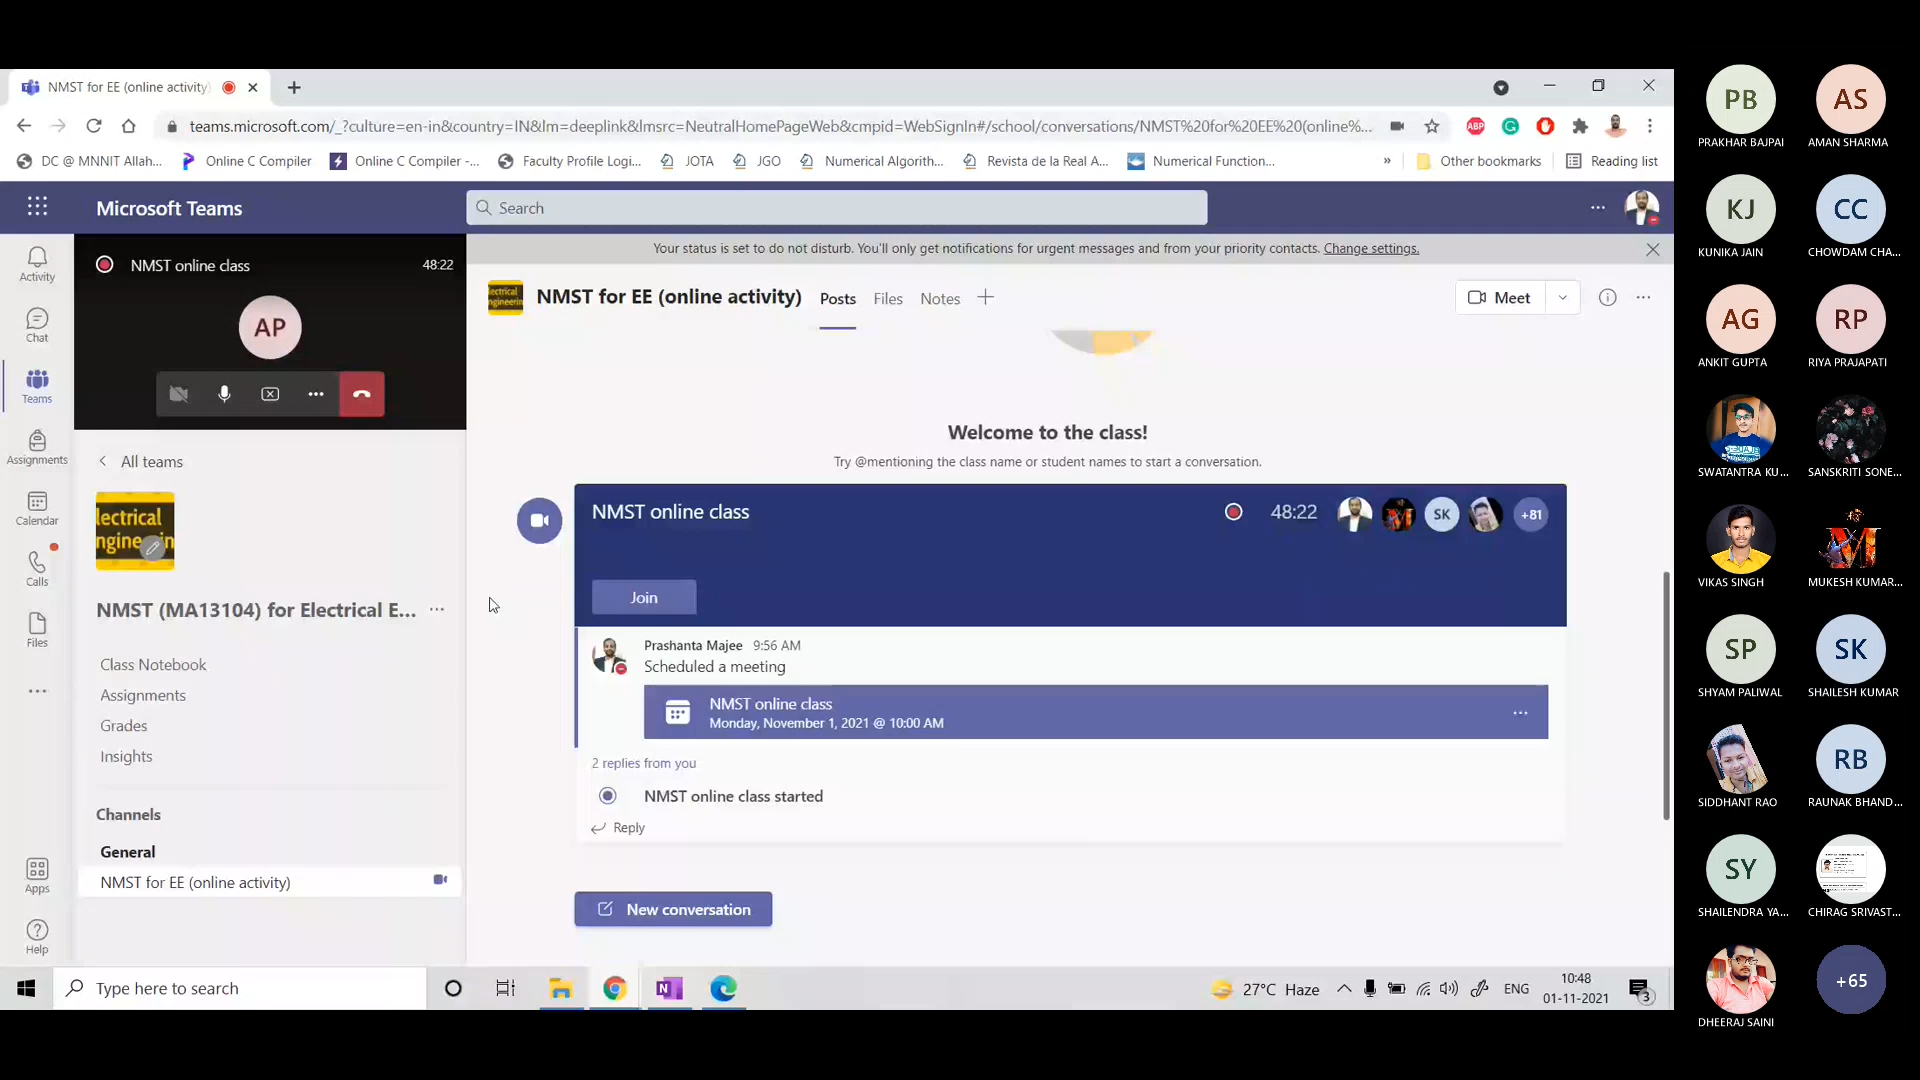 NMST for EE (online activity)
teams.microsoft.com/_?culture=en-in&country=IN&lm=deeplink&lmsrc=NeutralHomePageWeb&cmpid=WebSignIn#/school/conversations/NMST%20for%20EE%20(online%...
ABP
DC @ MNNIT Allah... Online C Compiler Online C Compiler -... Faculty Profile Logi... JOTA JGO Numerical Algorith... Revista de la Real A... Numerical Function... » Other bookmarks Reading list
Microsoft Teams
Search
Your status is set to do not disturb. You'll only get notifications for urgent messages and from your priority contacts. Change settings.
Activity
Chat
Teams
Assignments
Calendar
Calls
Files
Apps
Help
NMST online class 48:22
AP
All teams
lectrical
ngineerin
NMST (MA13104) for Electrical E... ...
Class Notebook
Assignments
Grades
Insights
Channels
General
NMST for EE (online activity)
lectrical
ngineerin
NMST for EE (online activity) Posts Files Notes
Meet
Welcome to the class!
Try @mentioning the class name or student names to start a conversation.
NMST online class 48:22 SK +81
Join
Prashanta Majee 9:56 AM
Scheduled a meeting
NMST online class
Monday, November 1, 2021 @ 10:00 AM
2 replies from you
NMST online class started
Reply
New conversation
Type here to search
N
27°C Haze ENG
10:48
01-11-2021
3
PB AS
PRAKHAR BAJPAI AMAN SHARMA
KJ CC
KUNIKA JAIN CHOWDAM CHA...
AG RP
ANKIT GUPTA RIYA PRAJAPATI
SWATANTRA KU... SANSKRITI SONE...
M
VIKAS SINGH MUKESH KUMAR...
SP SK
SHYAM PALIWAL SHAILESH KUMAR
RB
SIDDHANT RAO RAUNAK BHAND...
SY
SHAILENDRA YA... CHIRAG SRIVAST...
+65
DHEERAJ SAINI